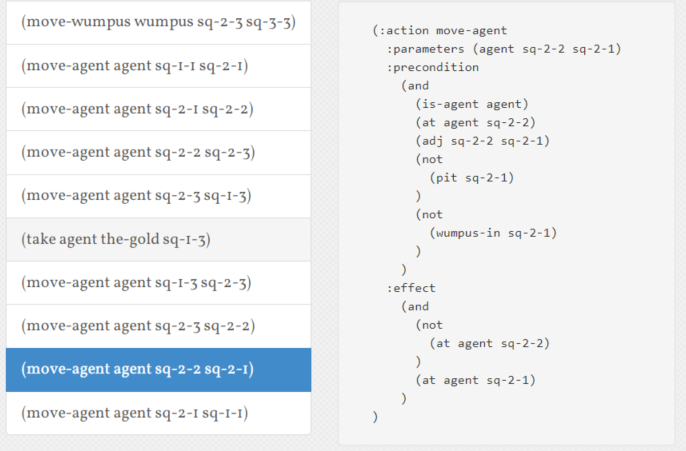 (move-wumpus wumpus sq-2-3 sq-3-3)
(move-agent agent sq-1-1 sq-2-1)
(move-agent agent sq-2-1 sq-2-2)
(move-agent agent sq-2-2 sq-2-3)
(move-agent agent sq-2-3 sq-1-3)
(take agent the-gold sq-1-3)
(move-agent agent sq-1-3 sq-2-3)
(move-agent agent sq-2-3 sq-2-2)
(move-agent agent sq-2-2 sq-2-1)
(move-agent agent sq-2-1 sq-1-1)
(:action move-agent
  :parameters (agent sq-2-2 sq-2-1)
  :precondition
    (and
      (is-agent agent)
      (at agent sq-2-2)
      (adj sq-2-2 sq-2-1)
      (not
        (pit sq-2-1)
      )
      (not
        (wumpus-in sq-2-1)
      )
    )
  :effect
    (and
      (not
        (at agent sq-2-2)
      )
      (at agent sq-2-1)
    )
)